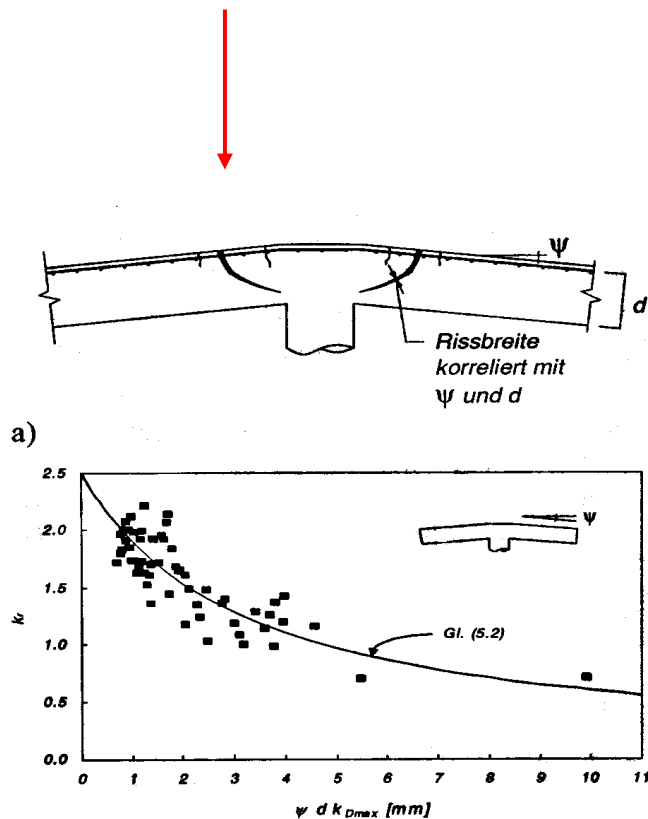 ψ
d
Rissbreite
korreliert mit
ψ und d
a)
2.5
2.0
1.5
1.0
0.5
0.0
kᵣ
ψ
Gl. (5.2)
0 1 2 3 4 5 6 7 8 9 10 11
ψ d k Dmax [mm]